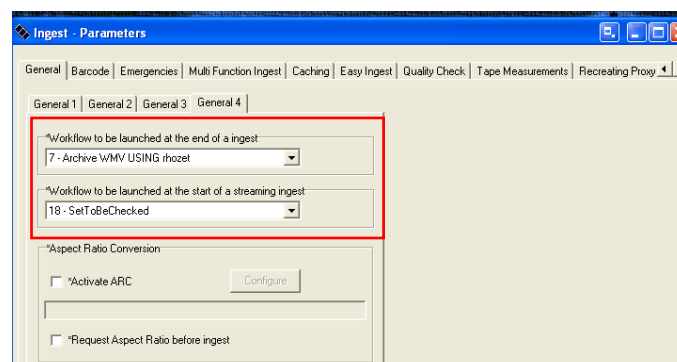 Ingest - Parameters
General Barcode Emergencies Multi Function Ingest Caching Easy Ingest Quality Check Tape Measurements Recreating Proxy
General 1 General 2 General 3 General 4
*Workflow to be launched at the end of a ingest
7 - Archive WMV USING rhozet
*Workflow to be launched at the start of a streaming ingest
18 - SetToBeChecked
*Aspect Ratio Conversion
*Activate ARC Configure
*Request Aspect Ratio before ingest